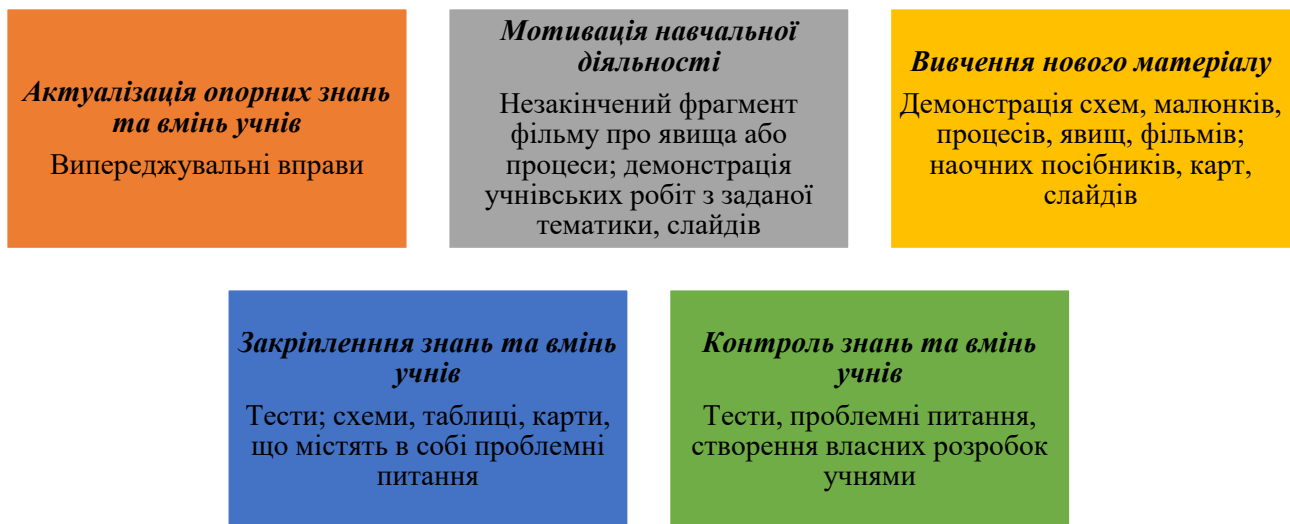 Актуалізація опорних знань
та вмінь учнів
Випереджувальні вправи
Мотивація навчальної
діяльності
Незакінчений фрагмент
фільму про явища або
процеси; демонстрація
учнівських робіт з заданої
тематики, слайдів
Вивчення нового матеріалу
Демонстрація схем, малюнків,
процесів, явищ, фільмів;
наочних посібників, карт,
слайдів
Закріпленння знань та вмінь
учнів
Тести; схеми, таблиці, карти,
що містять в собі проблемні
питання
Контроль знань та вмінь
учнів
Тести, проблемні питання,
створення власних розробок
учнями